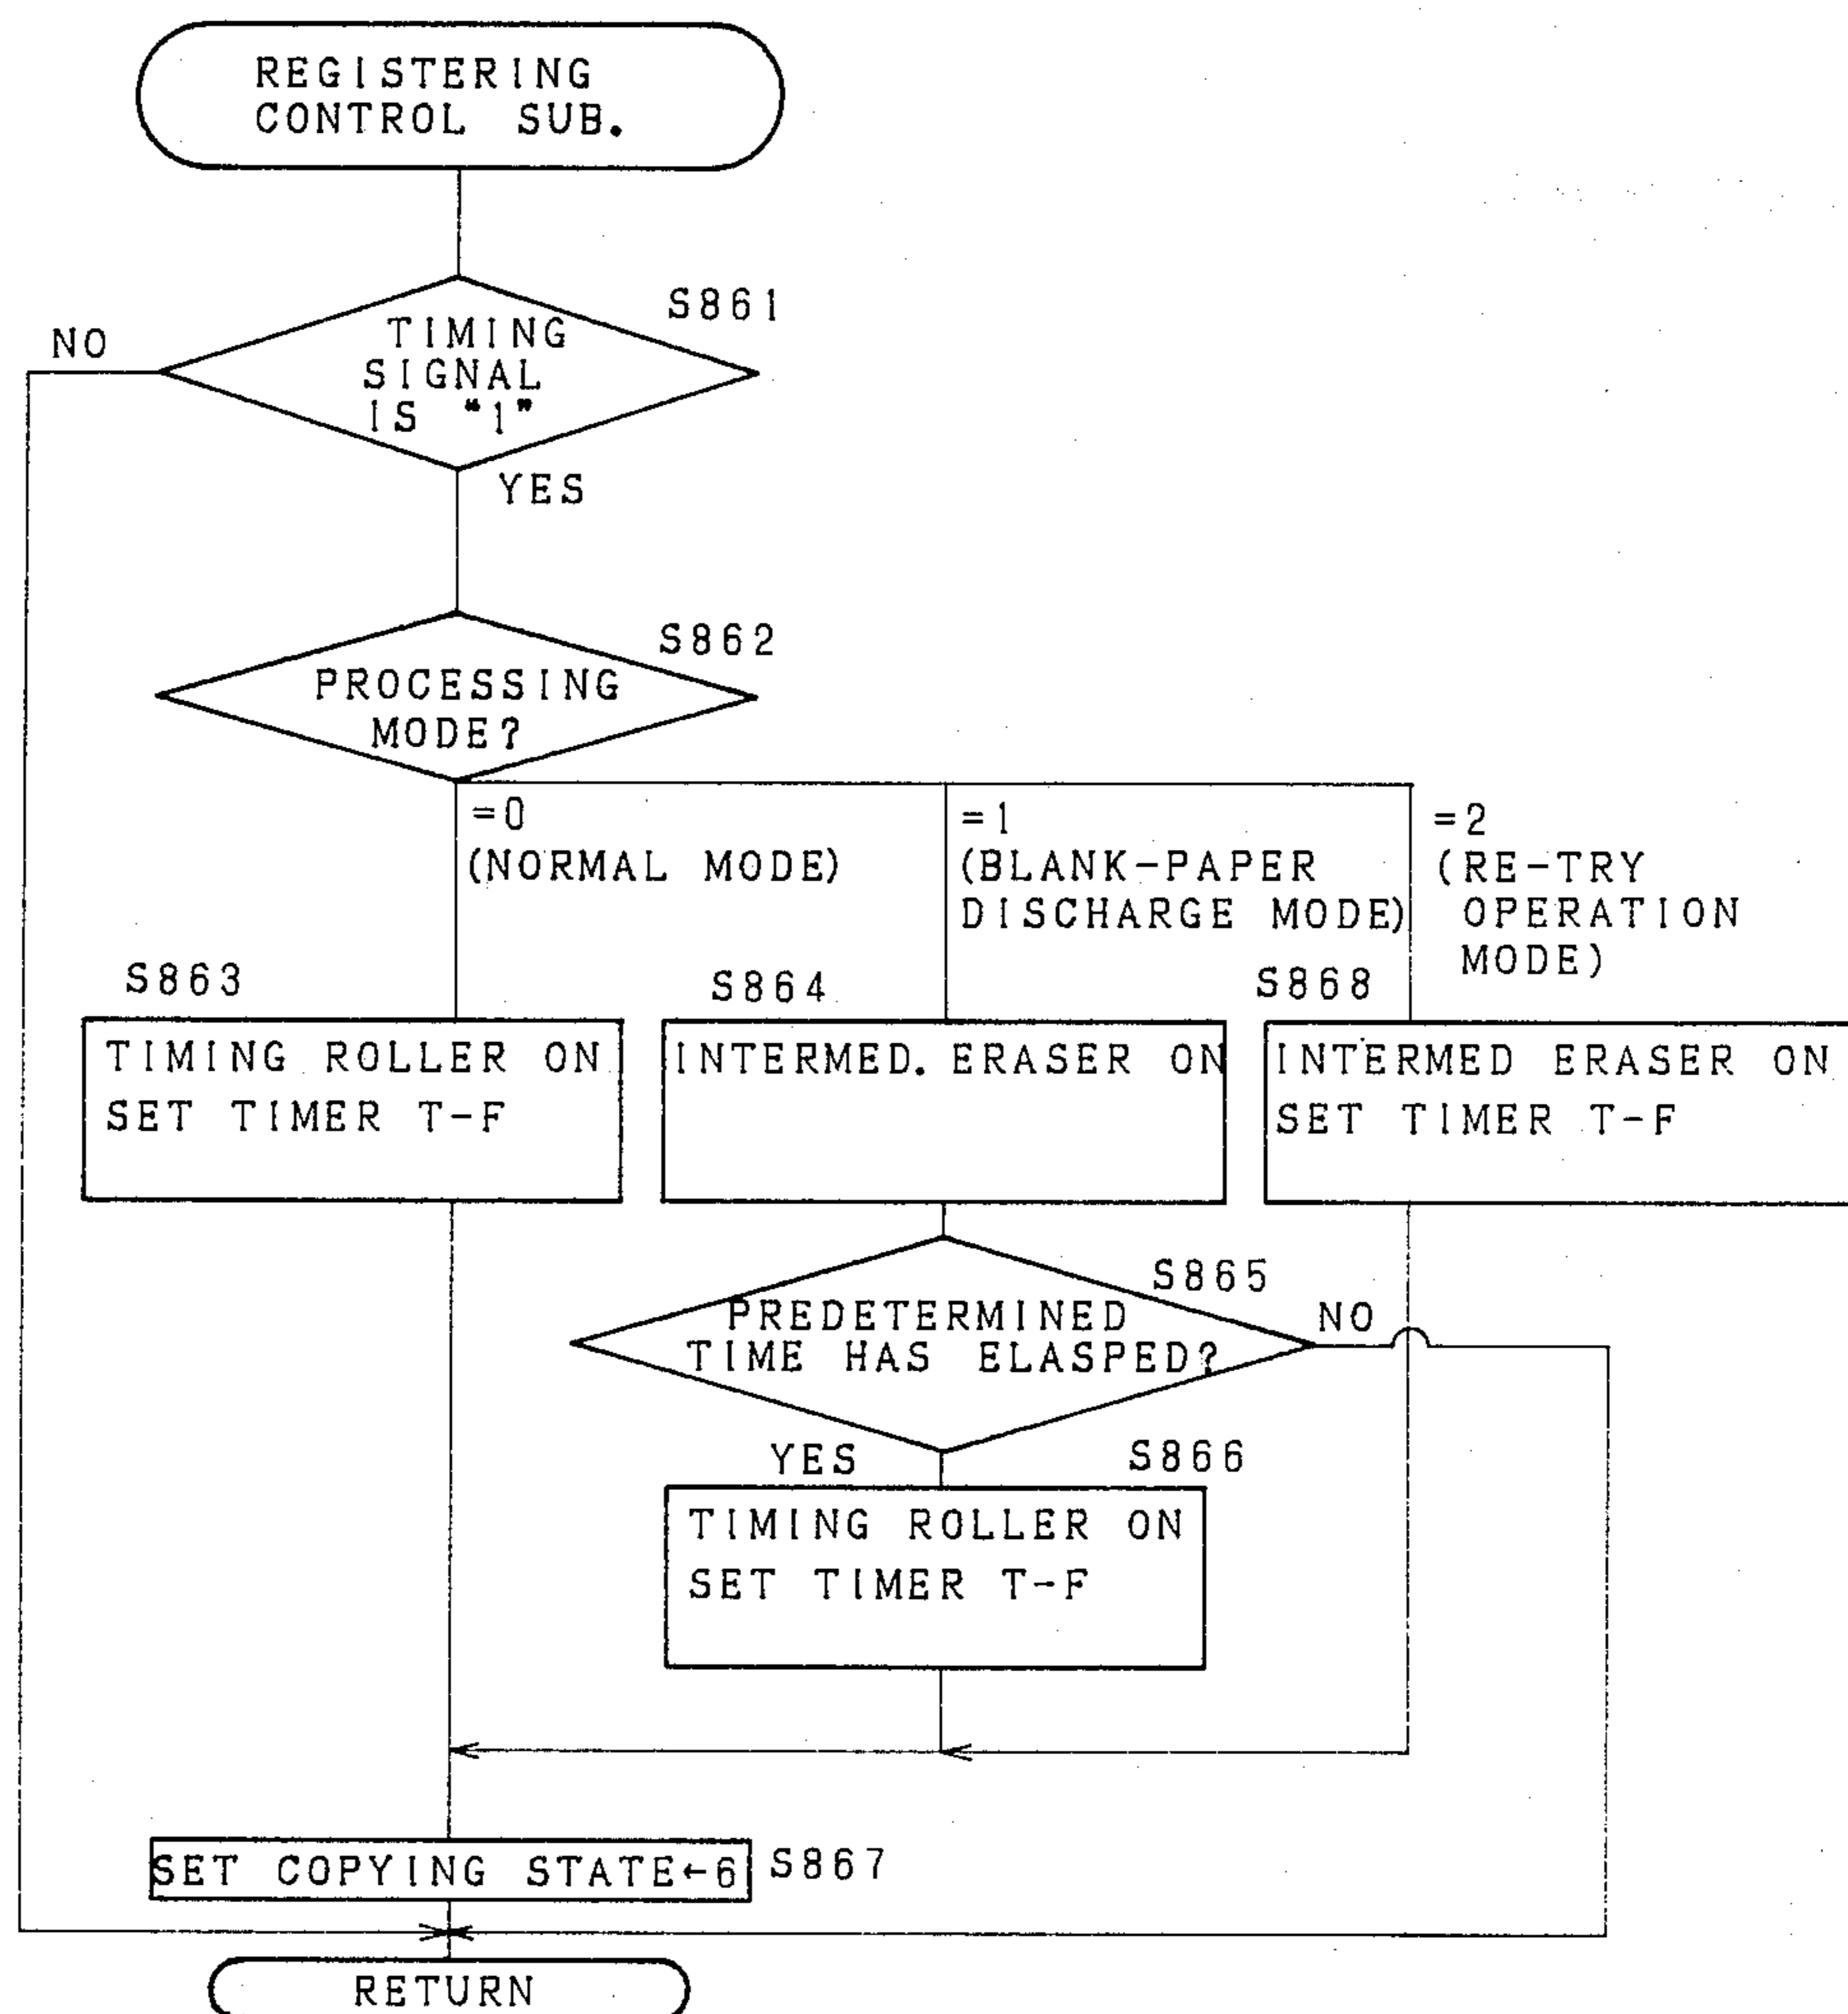 REGISTERING
CONTROL SUB.
S861
NO
TIMING
SIGNAL
IS “1”
YES
S862
PROCESSING
MODE?
=0
(NORMAL MODE)
=1
(BLANK-PAPER
DISCHARGE MODE)
=2
(RE-TRY
OPERATION
MODE)
S863
TIMING ROLLER ON
SET TIMER T-F
S864
INTERMED. ERASER ON
S868
INTERMED ERASER ON
SET TIMER T-F
S865
PREDETERMINED
TIME HAS ELASPED?
NO
YES
S866
TIMING ROLLER ON
SET TIMER T-F
SET COPYING STATE←6
S867
RETURN